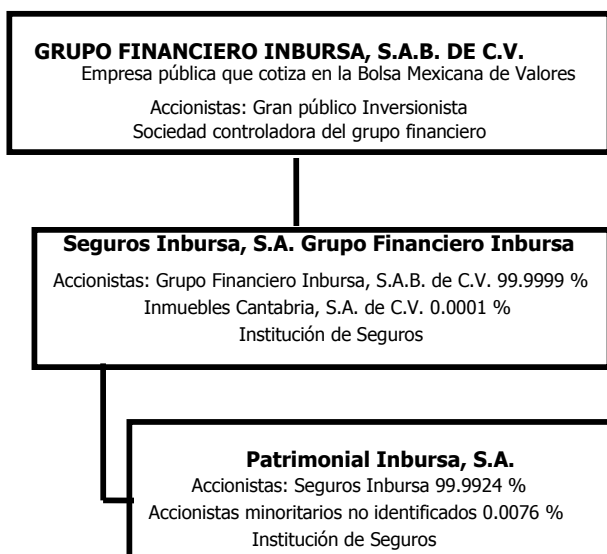 GRUPO FINANCIERO INBURSA, S.A.B. DE C.V.
Empresa pública que cotiza en la Bolsa Mexicana de Valores
Accionistas: Gran público Inversionista
Sociedad controladora del grupo financiero
Seguros Inbursa, S.A. Grupo Financiero Inbursa
Accionistas: Grupo Financiero Inbursa, S.A.B. de C.V. 99.9999 %
Inmuebles Cantabria, S.A. de C.V. 0.0001 %
Institución de Seguros
Patrimonial Inbursa, S.A.
Accionistas: Seguros Inbursa 99.9924 %
Accionistas minoritarios no identificados 0.0076 %
Institución de Seguros